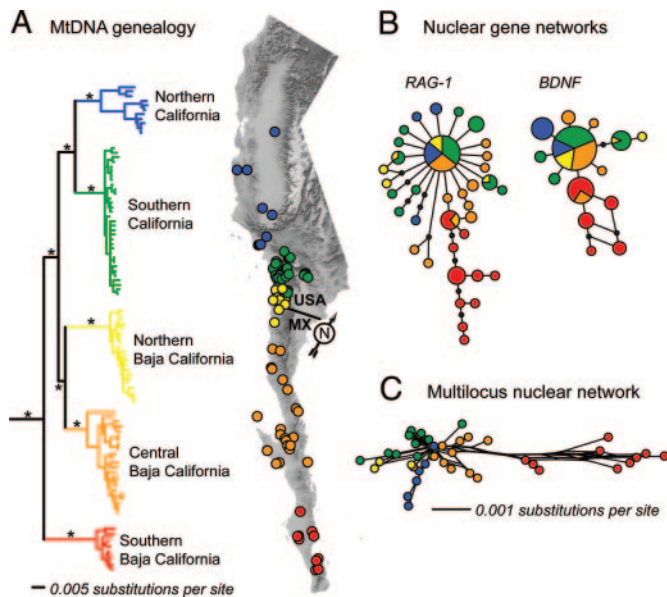 A MtDNA genealogy
Northern
California
Southern
California
Northern
Baja California
Central
Baja California
Southern
Baja California
0.005 substitutions per site
USA
MX
N
B Nuclear gene networks
RAG-1
BDNF
C Multilocus nuclear network
0.001 substitutions per site
* * * * * * * * *